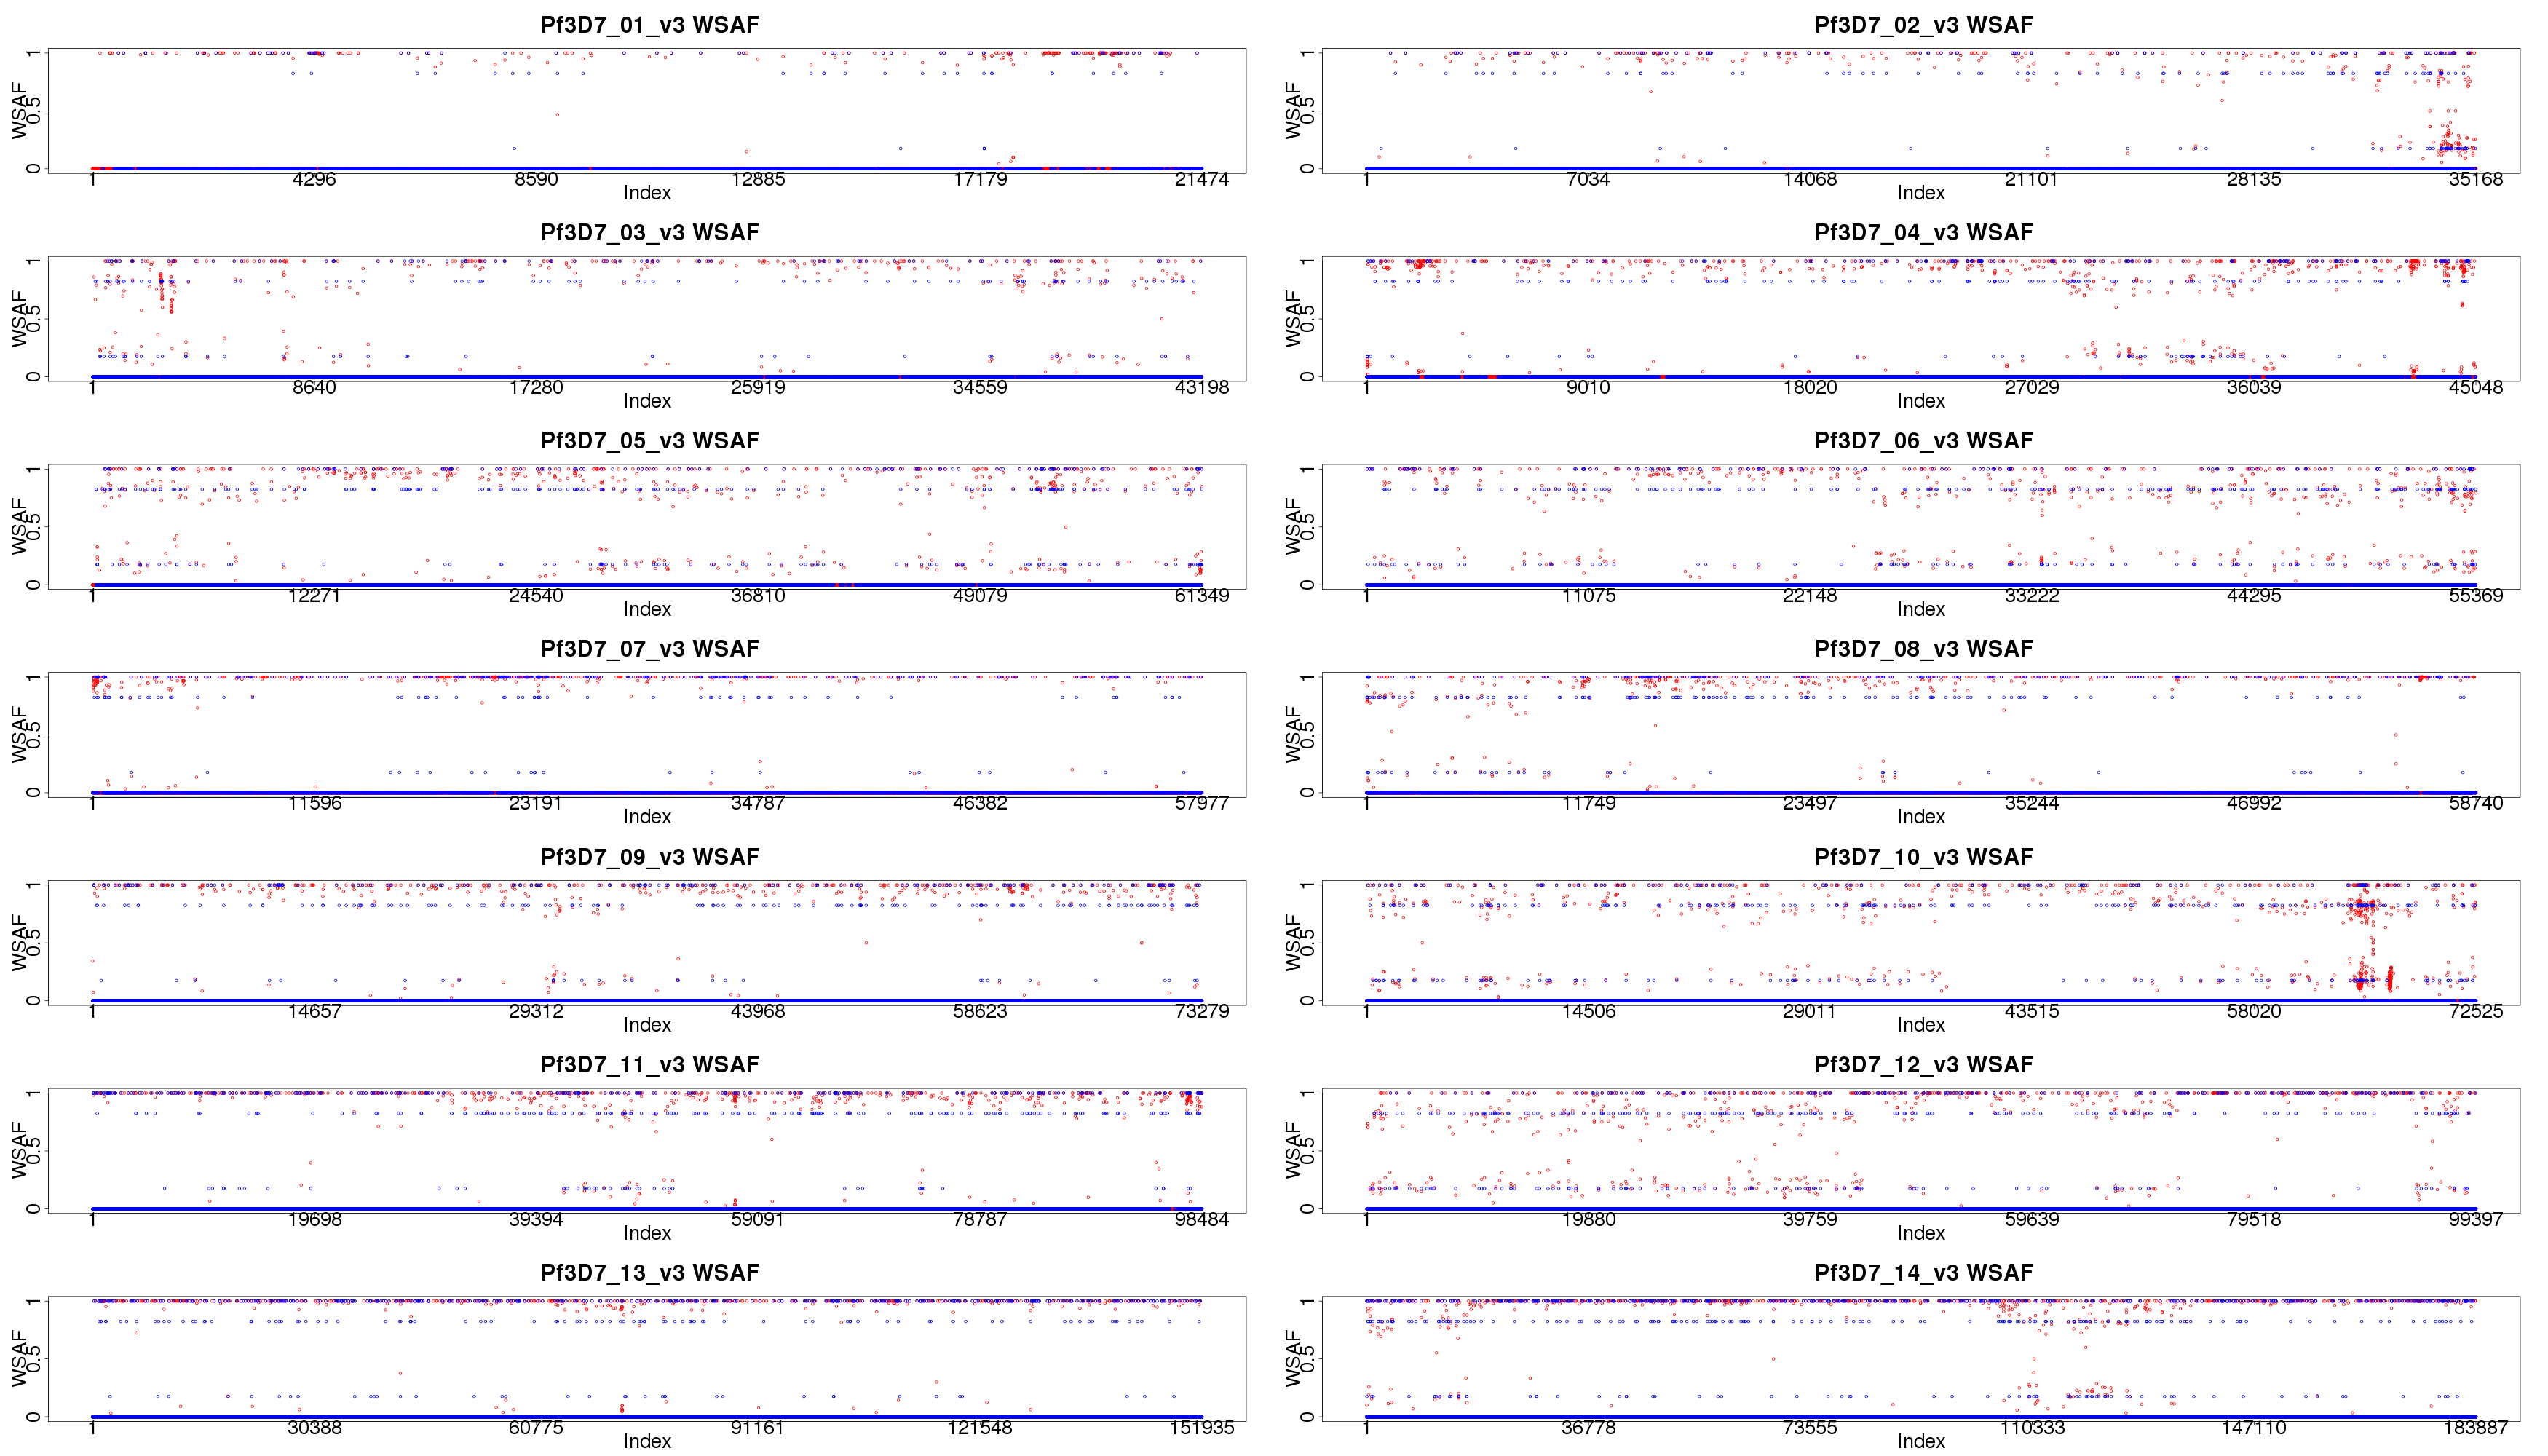 Pf3D7_01_v3 WSAF
WSAF
1
0.5
0
1 4296 8590 12885 17179 21474
Index
Pf3D7_02_v3 WSAF
WSAF
1
0.5
0
1 7034 14068 21101 28135 35168
Index
Pf3D7_03_v3 WSAF
WSAF
1
0.5
0
1 8640 17280 25919 34559 43198
Index
Pf3D7_04_v3 WSAF
WSAF
1
0.5
0
1 9010 18020 27029 36039 45048
Index
Pf3D7_05_v3 WSAF
WSAF
1
0.5
0
1 12271 24540 36810 49079 61349
Index
Pf3D7_06_v3 WSAF
WSAF
1
0.5
0
1 11075 22148 33222 44295 55369
Index
Pf3D7_07_v3 WSAF
WSAF
1
0.5
0
1 11596 23191 34787 46382 57977
Index
Pf3D7_08_v3 WSAF
WSAF
1
0.5
0
1 11749 23497 35244 46992 58740
Index
Pf3D7_09_v3 WSAF
WSAF
1
0.5
0
1 14657 29312 43968 58623 73279
Index
Pf3D7_10_v3 WSAF
WSAF
1
0.5
0
1 14506 29011 43515 58020 72525
Index
Pf3D7_11_v3 WSAF
WSAF
1
0.5
0
1 19698 39394 59091 78787 98484
Index
Pf3D7_12_v3 WSAF
WSAF
1
0.5
0
1 19880 39759 59639 79518 99397
Index
Pf3D7_13_v3 WSAF
WSAF
1
0.5
0
1 30388 60775 91161 121548 151935
Index
Pf3D7_14_v3 WSAF
WSAF
1
0.5
0
1 36778 73555 110333 147110 183887
Index